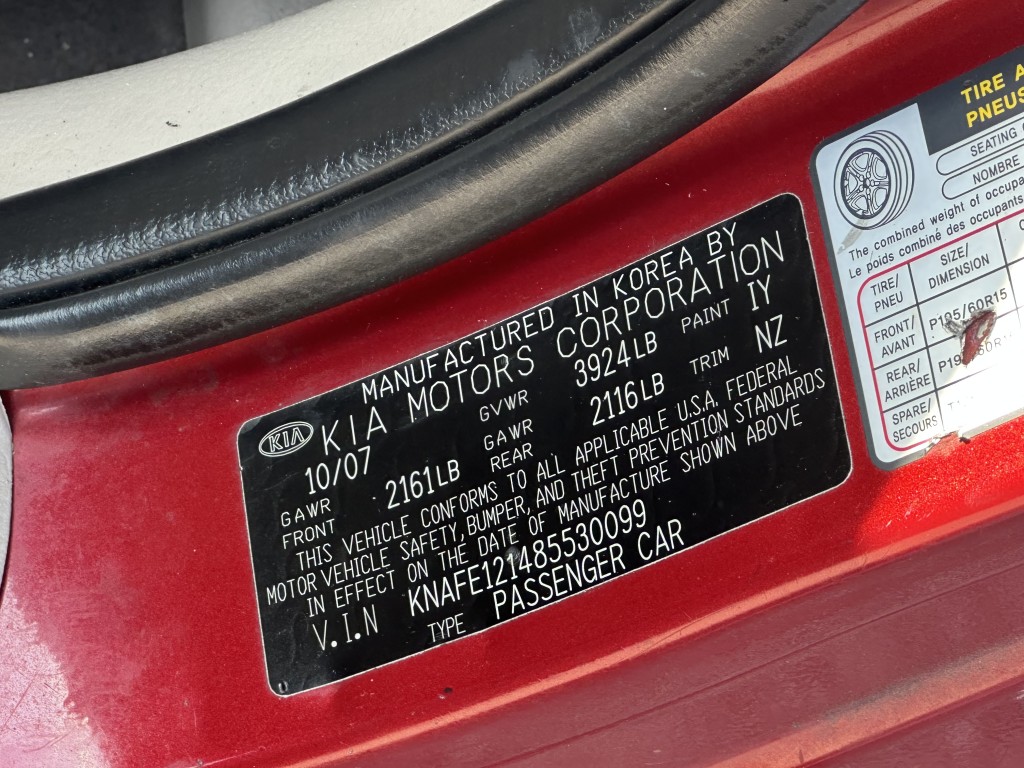 MANUFACTURED IN KOREA BY
KIA KIA MOTORS CORPORATION
10/07 GVWR 3924LB PAINT IY
GAWR FRONT 2161LB GAWR REAR 2116LB TRIM NZ
THIS VEHICLE CONFORMS TO ALL APPLICABLE U.S.A. FEDERAL
MOTOR VEHICLE SAFETY, BUMPER, AND THEFT PREVENTION STANDARDS
IN EFFECT ON THE DATE OF MANUFACTURE SHOWN ABOVE
V.I.N KNAFE121485530099
TYPE PASSENGER CAR
TIRE
PNEUS
SEATING
NOMBRE
The combined weight of
Le poids combiné des occupants
TIRE/ PNEU SIZE/ DIMENSION
FRONT/ AVANT P195/60R15
REAR/ ARRIÈRE
SPARE/ SECOURS